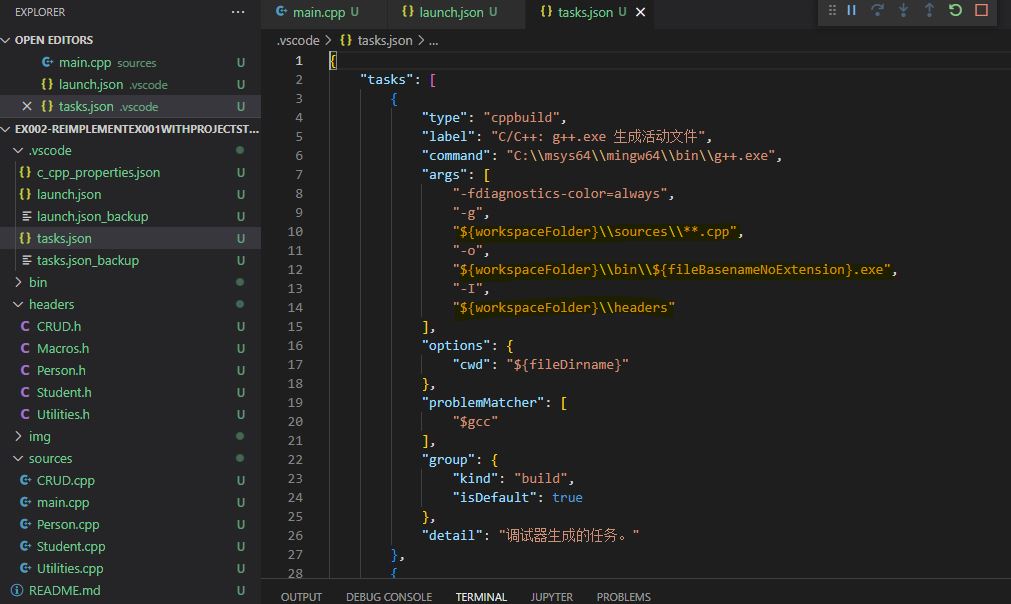 EXPLORER
main.cpp U
launch.json U
tasks.json U
OPEN EDITORS
.vscode > {} tasks.json > ...
main.cpp sources U
launch.json .vscode U
tasks.json .vscode U
EX002-REIMPLEMENTEX001WITHPROJECTST...
.vscode
c_cpp_properties.json U
launch.json U
launch.json_backup U
tasks.json U
tasks.json_backup U
bin
headers
CRUD.h U
Macros.h U
Person.h U
Student.h U
Utilities.h U
img
sources
CRUD.cpp U
main.cpp U
Person.cpp U
Student.cpp U
Utilities.cpp U
README.md U
1 {
2 "tasks": [
3 {
4 "type": "cppbuild",
5 "label": "C/C++: g++.exe 生成活动文件",
6 "command": "C:\\msys64\\mingw64\\bin\\g++.exe",
7 "args": [
8 "-fdiagnostics-color=always",
9 "-g",
10 "${workspaceFolder}\\sources\\**.cpp",
11 "-o",
12 "${workspaceFolder}\\bin\\${fileBasenameNoExtension}.exe",
13 "-I",
14 "${workspaceFolder}\\headers"
15 ],
16 "options": {
17 "cwd": "${fileDirname}"
18 },
19 "problemMatcher": [
20 "$gcc"
21 ],
22 "group": {
23 "kind": "build",
24 "isDefault": true
25 },
26 "detail": "调试器生成的任务。"
27 },
28 {
OUTPUT DEBUG CONSOLE TERMINAL JUPYTER PROBLEMS